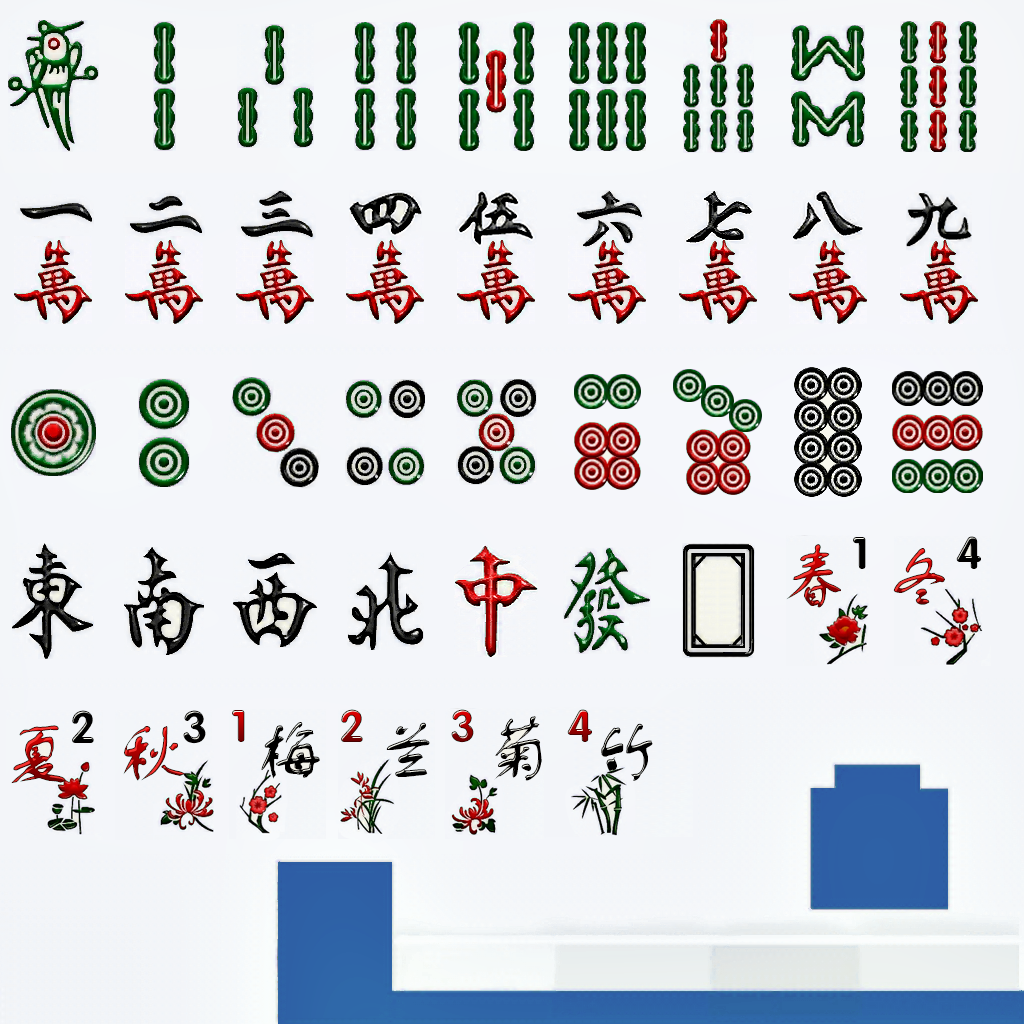 一 二 三 四 伍 六 七 八 九
萬 萬 萬 萬 萬 萬 萬 萬 萬
東 南 西 北 中 發 春 1 冬 4
夏 2 秋 3 1 梅 2 兰 3 菊 4 竹